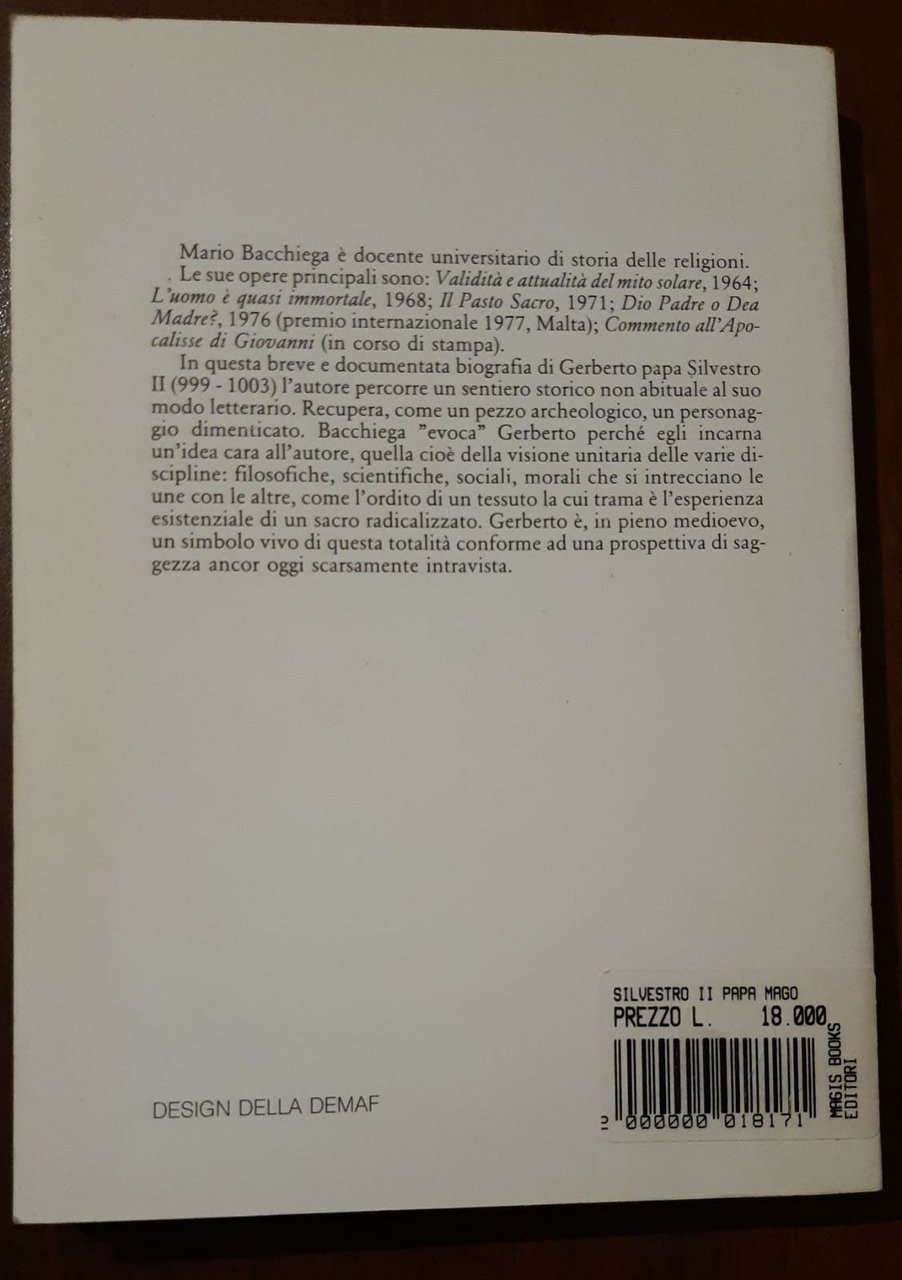 Mario Bacchiega è docente universitario di storia delle religioni.
Le sue opere principali sono: Validità e attualità del mito solare, 1964;
L'uomo è quasi immortale, 1968; Il Pasto Sacro, 1971; Dio Padre o Dea
Madre?, 1976 (premio internazionale 1977, Malta); Commento all'Apo-
calisse di Giovanni (in corso di stampa).
In questa breve e documentata biografia di Gerberto papa Silvestro
II (999 - 1003) l'autore percorre un sentiero storico non abituale al suo
modo letterario. Recupera, come un pezzo archeologico, un personag-
gio dimenticato. Bacchiega "evoca" Gerberto perché egli incarna
un'idea cara all'autore, quella cioè della visione unitaria delle varie di-
scipline: filosofiche, scientifiche, sociali, morali che si intrecciano le
une con le altre, come l'ordito di un tessuto la cui trama è l'esperienza
esistenziale di un sacro radicalizzato. Gerberto è, in pieno medioevo,
un simbolo vivo di questa totalità conforme ad una prospettiva di sag-
gezza ancor oggi scarsamente intravista.
SILVESTRO II PAPA MAGO
PREZZO L. 18.000
MAGIS BOOKS
EDITORI
2 000000 018171
DESIGN DELLA DEMAF